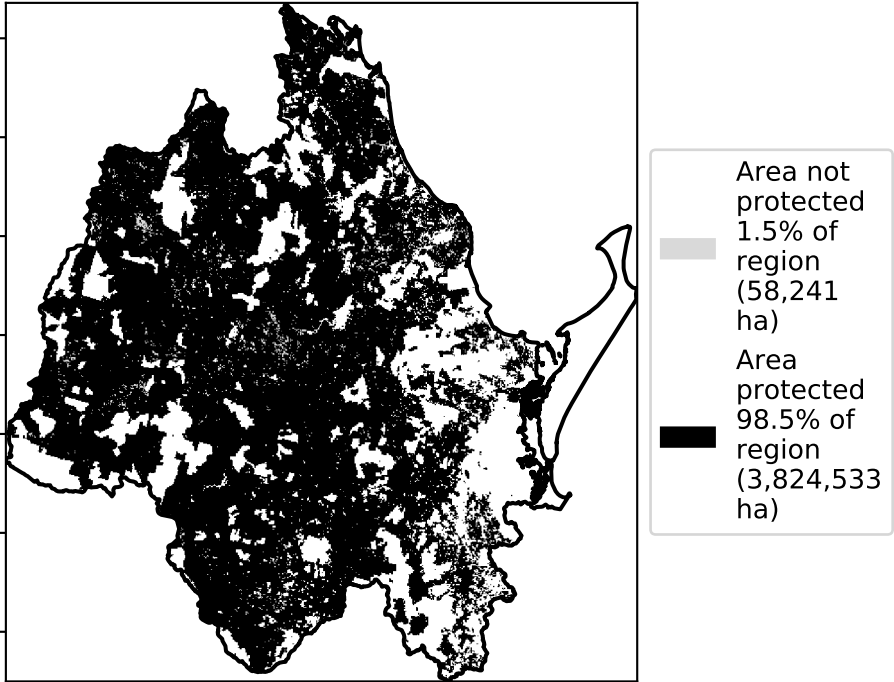 Area not
protected
1.5% of
region
(58,241
ha)
Area
protected
98.5% of
region
(3,824,533
ha)